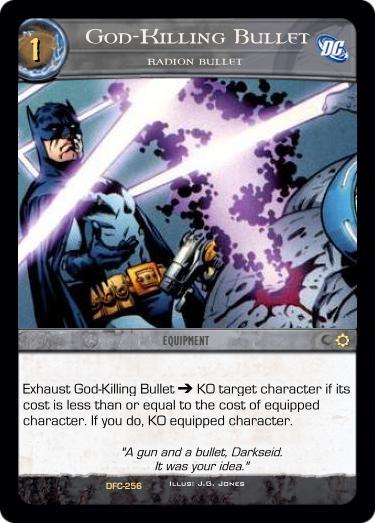 1
God-Killing Bullet
DC
RADION BULLET
EQUIPMENT
Exhaust God-Killing Bullet ➔ KO target character if its
cost is less than or equal to the cost of equipped
character. If you do, KO equipped character.
"A gun and a bullet, Darkseid.
It was your idea."
DFC-256
Illus: J.G. Jones